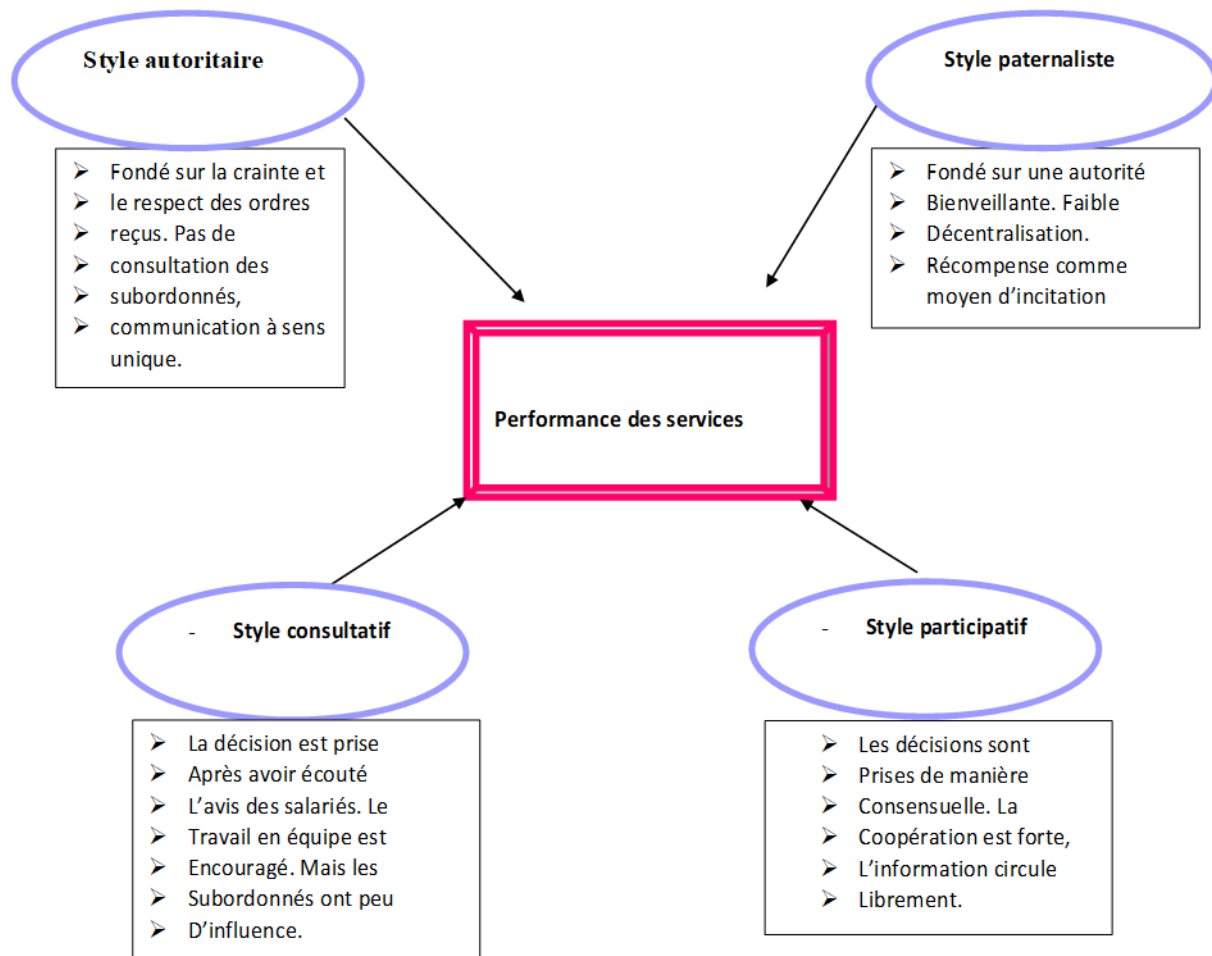 Style autoritaire
➢ Fondé sur la crainte et
➢ le respect des ordres
➢ reçus. Pas de
➢ consultation des
➢ subordonnés,
➢ communication à sens
unique.
Style paternaliste
➢ Fondé sur une autorité
➢ Bienveillante. Faible
➢ Décentralisation.
➢ Récompense comme
moyen d’incitation
Performance des services
- Style consultatif
➢ La décision est prise
➢ Après avoir écouté
➢ L’avis des salariés. Le
➢ Travail en équipe est
➢ Encouragé. Mais les
➢ Subordonnés ont peu
➢ D’influence.
- Style participatif
➢ Les décisions sont
➢ Prises de manière
➢ Consensuelle. La
➢ Coopération est forte,
➢ L’information circule
➢ Librement.